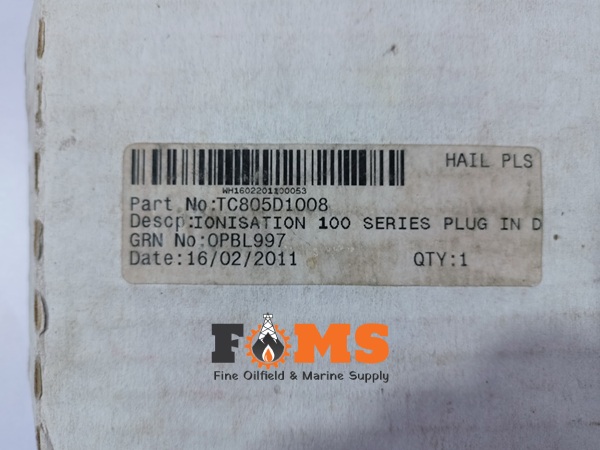 HAIL PLS
WH1602201100053
Part No:TC805D1008
Descp:IONISATION 100 SERIES PLUG IN D
GRN No:OPBL997
Date:16/02/2011 QTY:1
FOMS
Fine Oilfield & Marine Supply